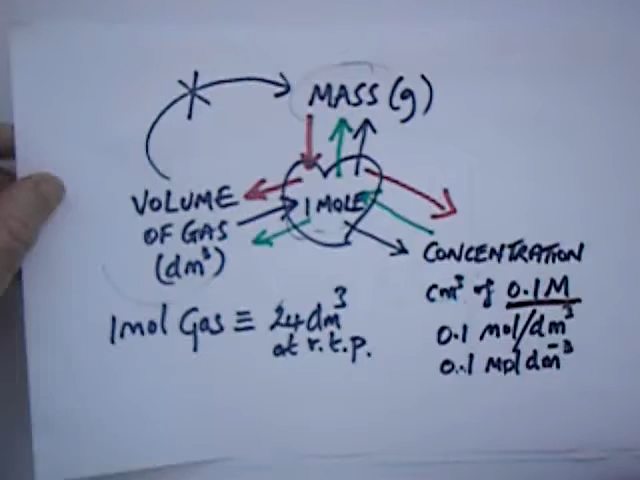 MASS (g)
VOLUME
OF GAS
(dm³)
1 MOLE
CONCENTRATION
cm³ of 0.1M
0.1 mol/dm³
0.1 mol dm⁻³
1mol Gas ≡ 24dm³
at r.t.p.